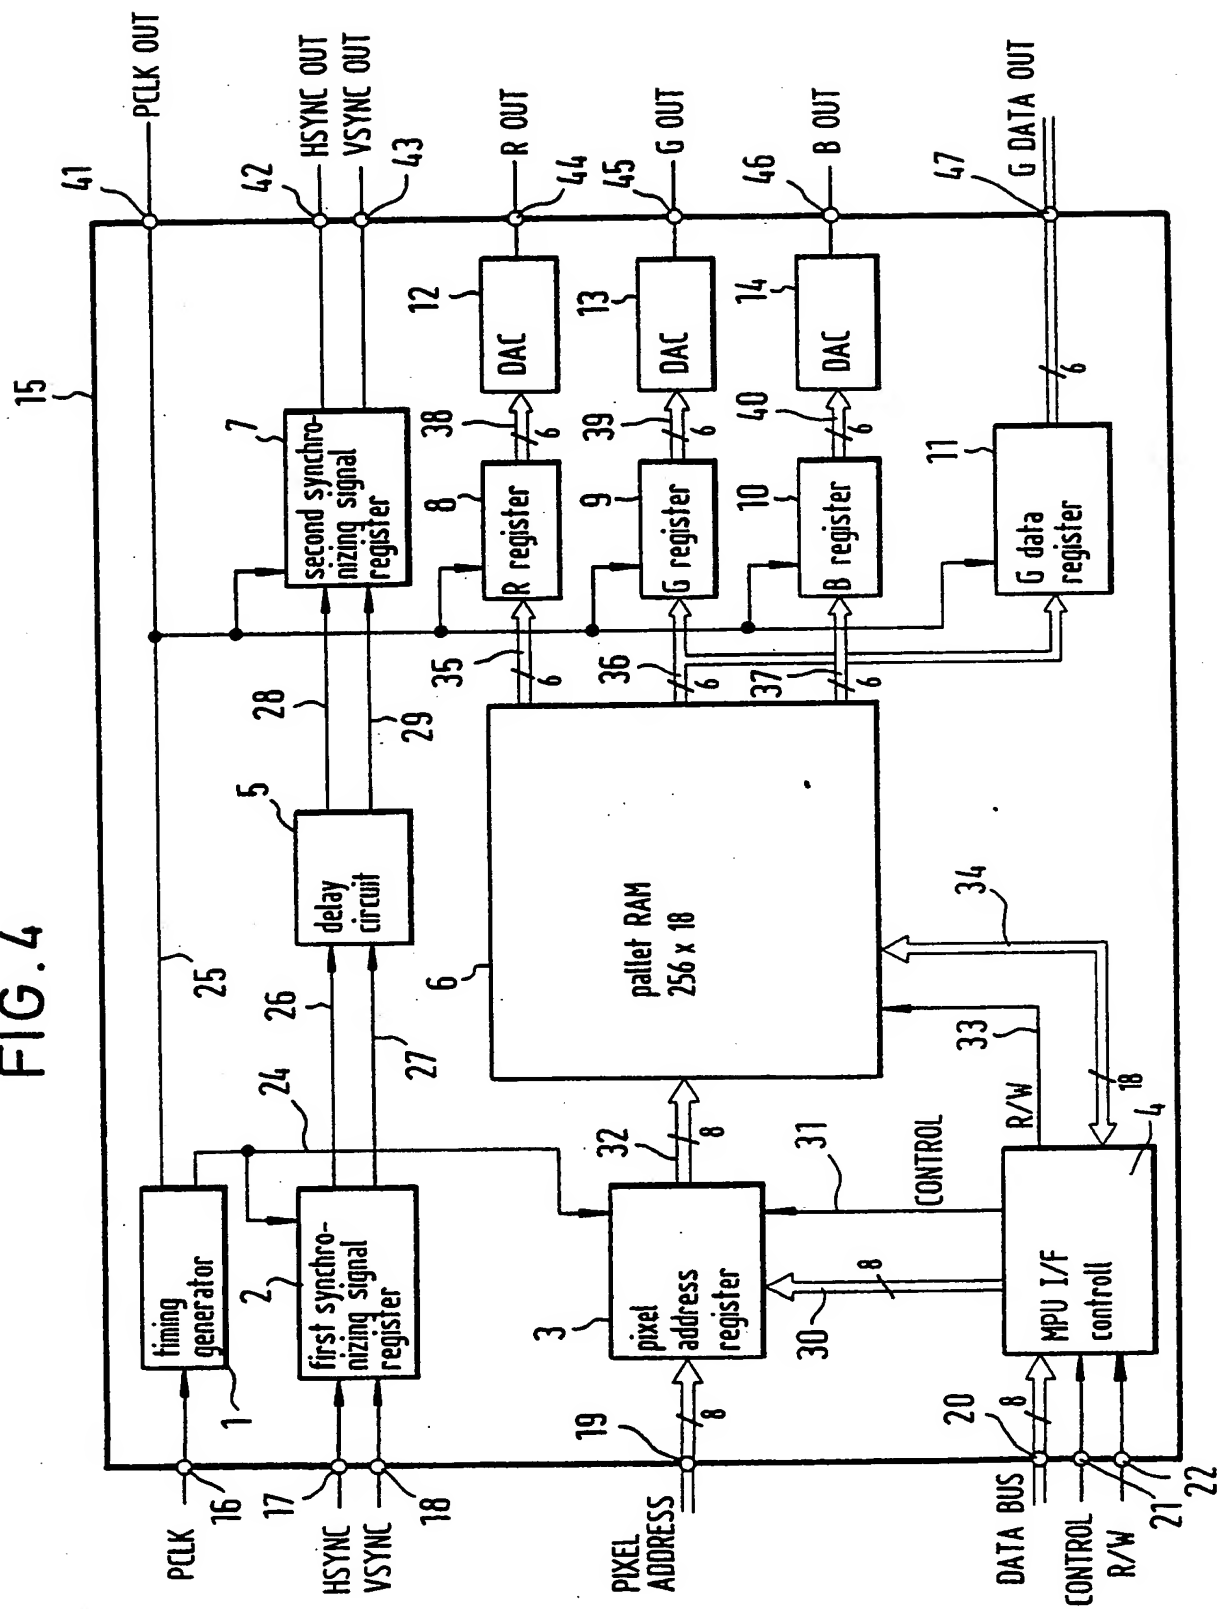 FIG. 4
15
PCLK
16
timing
generator
1
25
41
PCLK OUT
HSYNC
VSYNC
17
18
first synchro-
nizing signal
register
2
24
26
27
delay
circuit
5
28
29
second synchro-
nizing signal
register
7
42
43
HSYNC OUT
VSYNC OUT
PIXEL
ADDRESS
19
8
pixel
address
register
3
32
8
pallet RAM
256 x 18
6
35
6
R register
8
38
6
DAC
12
44
R OUT
36
6
G register
9
39
6
DAC
13
45
G OUT
37
6
B register
10
40
6
DAC
14
46
B OUT
30
8
31
CONTROL
DATA BUS
20
8
CONTROL
21
R/W
22
MPU I/F
controll
4
R/W
33
34
18
G data
register
11
6
47
G DATA OUT